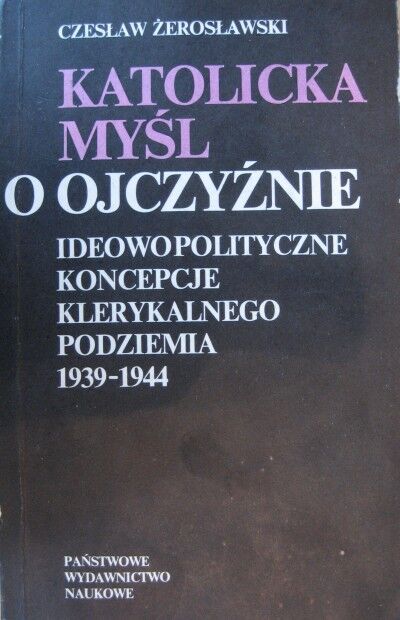 CZESŁAW ŻEROSŁAWSKI
KATOLICKA
MYŚL
O OJCZYŹNIE
IDEOWOPOLITYCZNE
KONCEPCJE
KLERYKALNEGO
PODZIEMIA
1939-1944
PAŃSTWOWE
WYDAWNICTWO
NAUKOWE